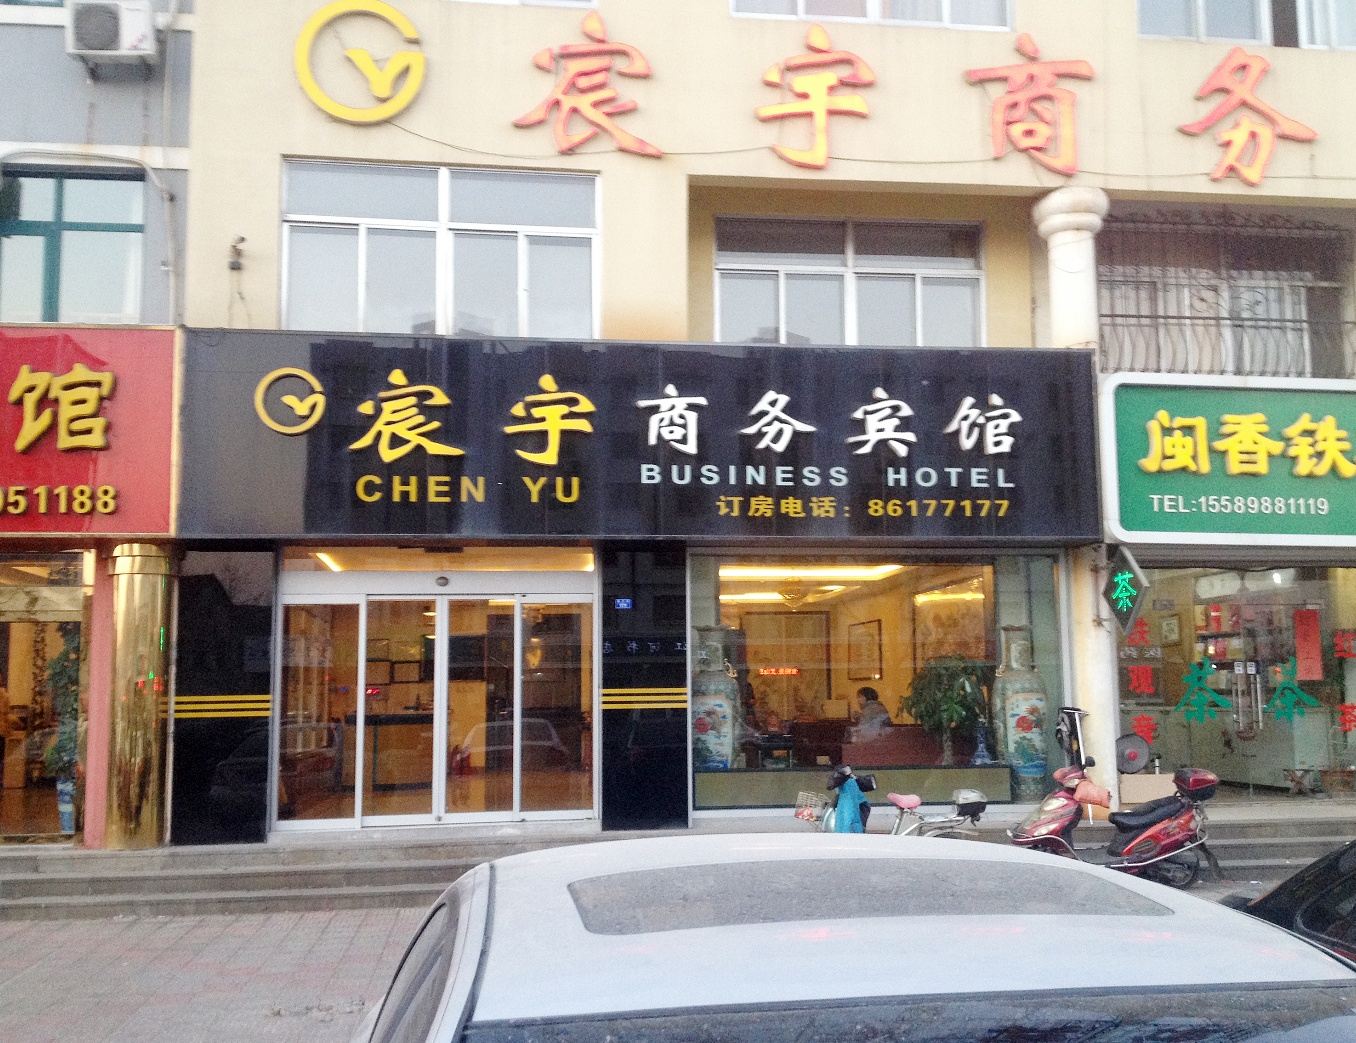 宸宇商务
馆
951188
宸宇商务宾馆
CHEN YU BUSINESS HOTEL
订房电话：86177177
闽香铁
TEL:15589881119
茶
茶 茶